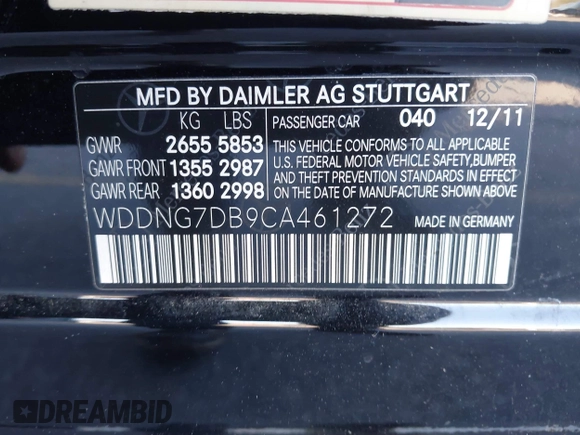 MFD BY DAIMLER AG STUTTGART
KG LBS PASSENGER CAR 040 12/11
GVWR 2655 5853
GAWR FRONT 1355 2987
GAWR REAR 1360 2998
THIS VEHICLE CONFORMS TO ALL APPLICABLE
U.S. FEDERAL MOTOR VEHICLE SAFETY, BUMPER
AND THEFT PREVENTION STANDARDS IN EFFECT
ON THE DATE OF MANUFACTURE SHOWN ABOVE
WDDNG7DB9CA461272 MADE IN GERMANY
DREAMBID